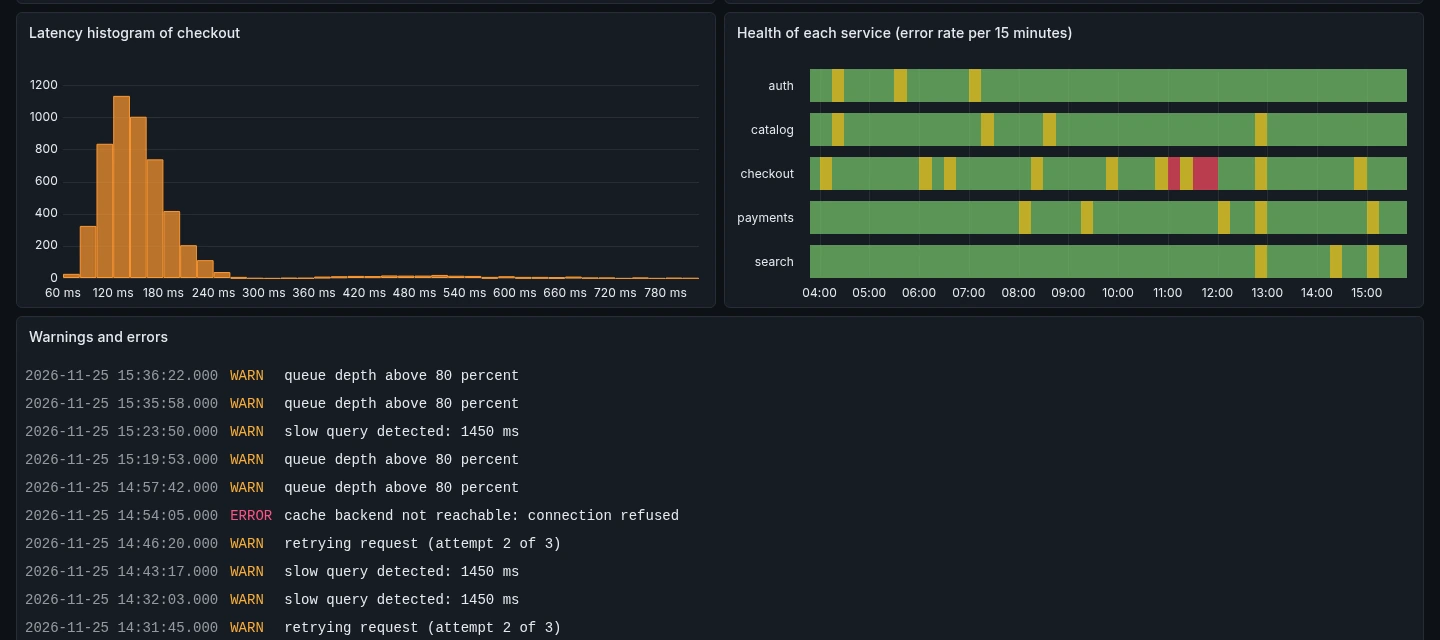 Latency histogram of checkout
1200
1000
800
600
400
200
0
60 ms 120 ms 180 ms 240 ms 300 ms 360 ms 420 ms 480 ms 540 ms 600 ms 660 ms 720 ms 780 ms
Health of each service (error rate per 15 minutes)
auth
catalog
checkout
payments
search
04:00 05:00 06:00 07:00 08:00 09:00 10:00 11:00 12:00 13:00 14:00 15:00
Warnings and errors
2026-11-25 15:36:22.000 WARN queue depth above 80 percent
2026-11-25 15:35:58.000 WARN queue depth above 80 percent
2026-11-25 15:23:50.000 WARN slow query detected: 1450 ms
2026-11-25 15:19:53.000 WARN queue depth above 80 percent
2026-11-25 14:57:42.000 WARN queue depth above 80 percent
2026-11-25 14:54:05.000 ERROR cache backend not reachable: connection refused
2026-11-25 14:46:20.000 WARN retrying request (attempt 2 of 3)
2026-11-25 14:43:17.000 WARN slow query detected: 1450 ms
2026-11-25 14:32:03.000 WARN slow query detected: 1450 ms
2026-11-25 14:31:45.000 WARN retrying request (attempt 2 of 3)